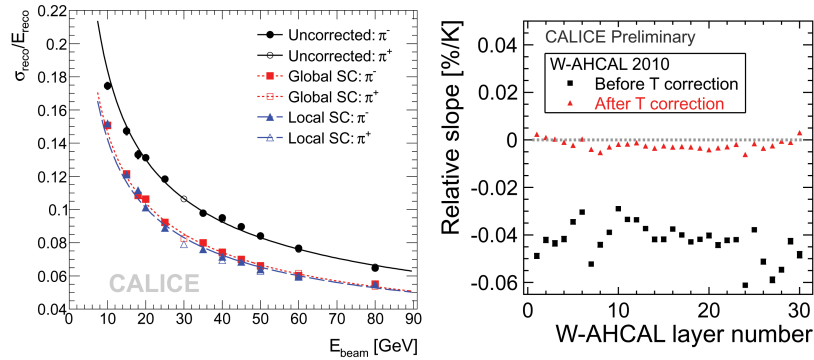 σreco/Ereco
0.22
0.2
0.18
0.16
0.14
0.12
0.1
0.08
0.06
0.04
Uncorrected: π⁻
Uncorrected: π⁺
Global SC: π⁻
Global SC: π⁺
Local SC: π⁻
Local SC: π⁺
CALICE
0 10 20 30 40 50 60 70 80 90
Ebeam [GeV]
Relative slope [%/K]
0.04
0.02
0
-0.02
-0.04
-0.06
CALICE Preliminary
W-AHCAL 2010
Before T correction
After T correction
0 10 20 30
W-AHCAL layer number